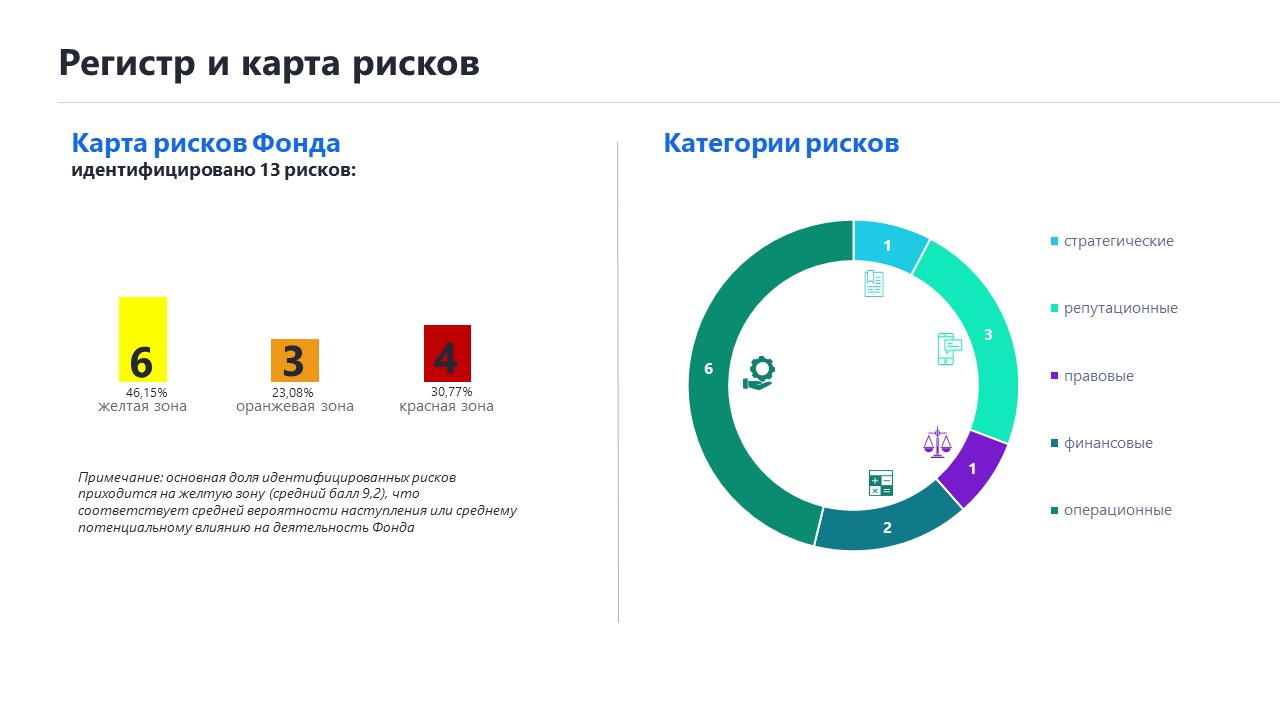 Регистр и карта рисков
Карта рисков Фонда
идентифицировано 13 рисков:
6
46,15%
желтая зона
3
23,08%
оранжевая зона
4
30,77%
красная зона
Примечание: основная доля идентифицированных рисков
приходится на желтую зону (средний балл 9,2), что
соответствует средней вероятности наступления или среднему
потенциальному влиянию на деятельность Фонда
Категории рисков
1
3
1
2
6
стратегические
репутационные
правовые
финансовые
операционные